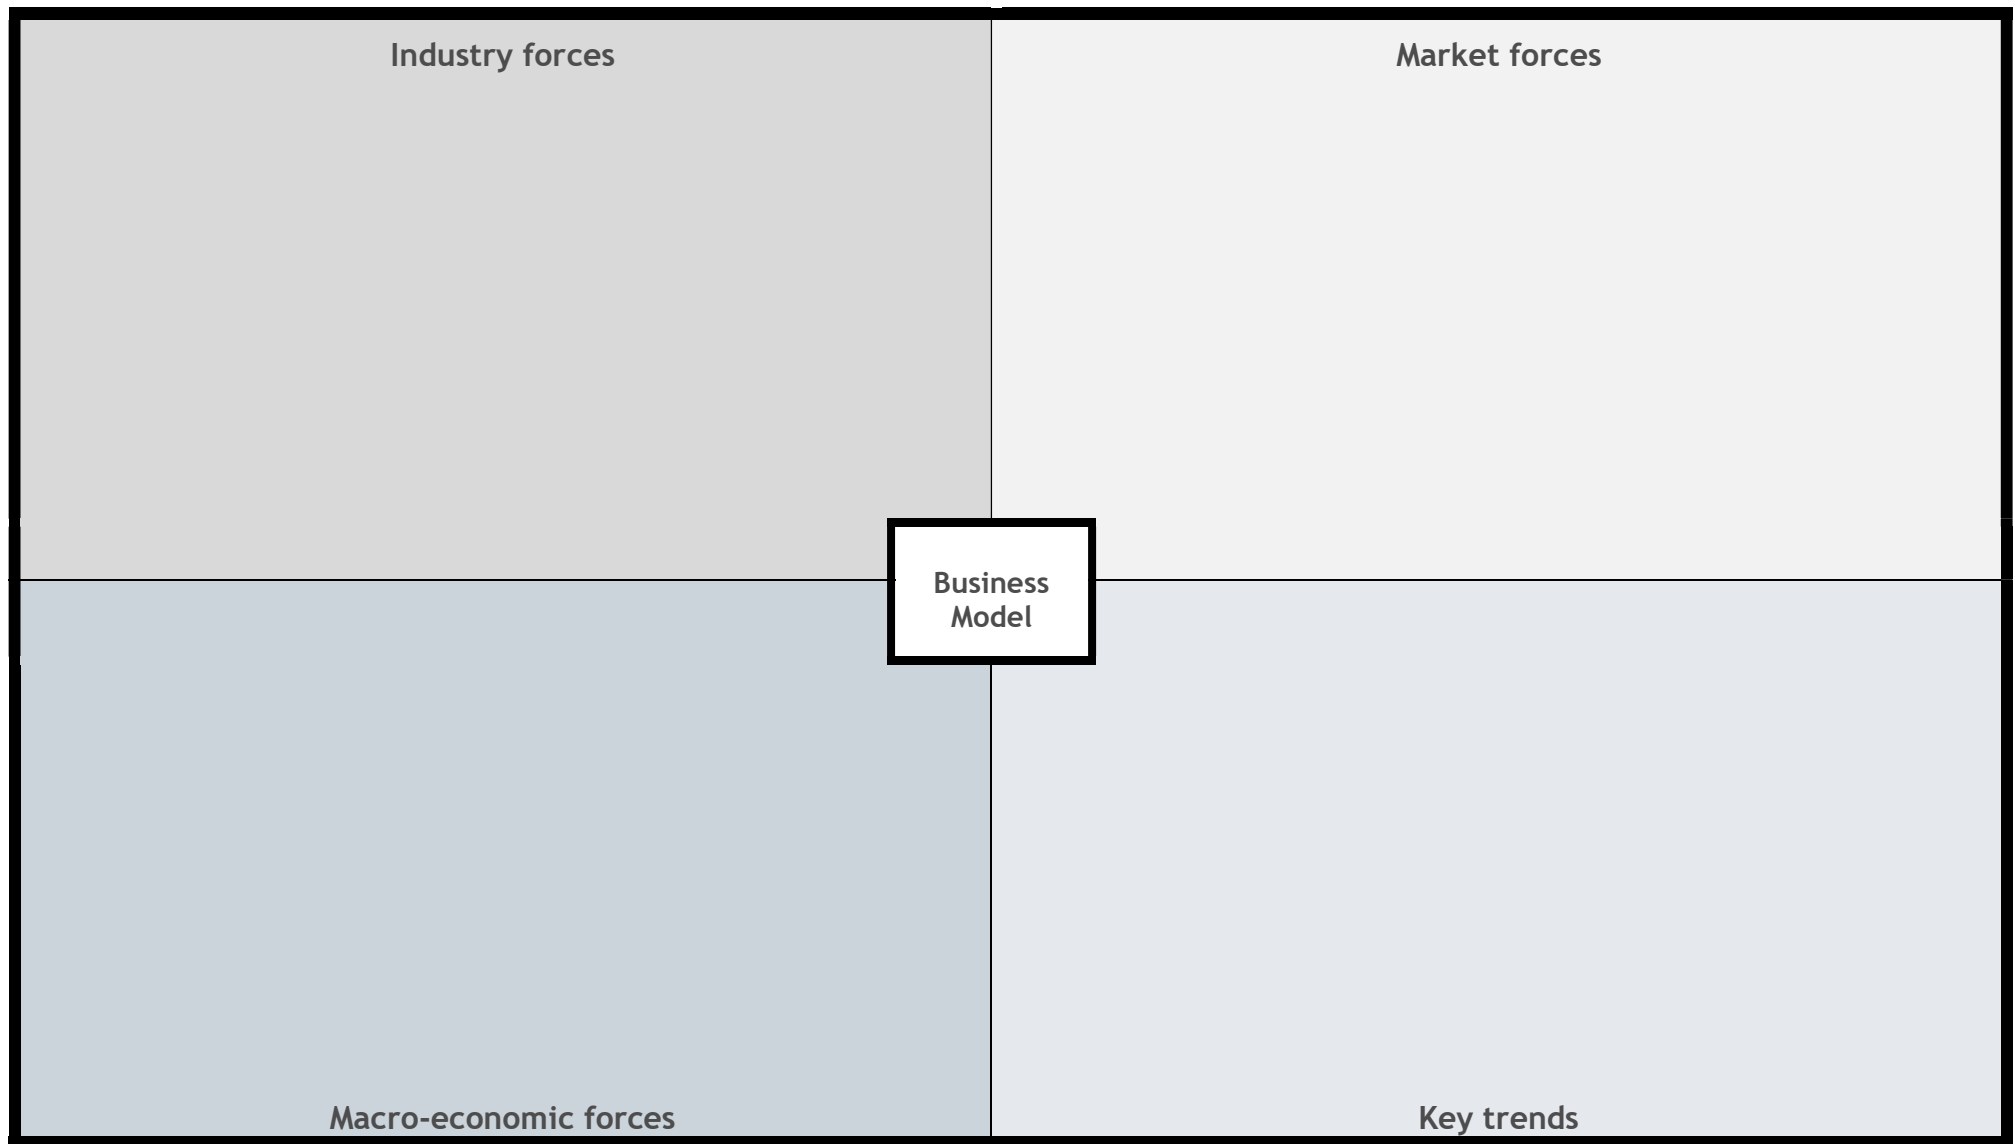 Industry forces
Market forces
Business
Model
Macro-economic forces
Key trends